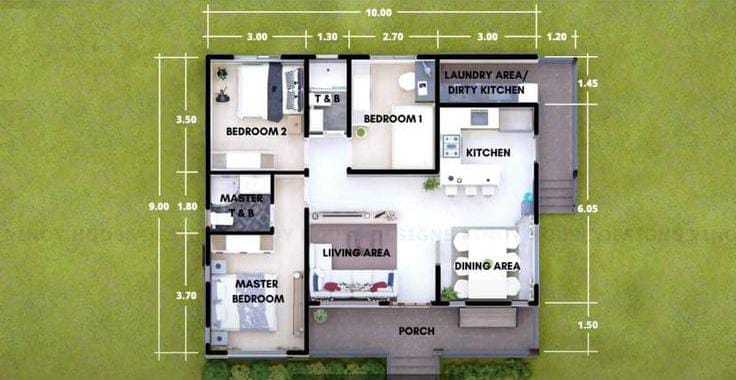 10.00
3.00
1.30
2.70
3.00
1.20
LAUNDRY AREA/
DIRTY KITCHEN
1.45
T & B
3.50
BEDROOM 2
BEDROOM 1
KITCHEN
MASTER
T & B
9.00
1.80
6.05
LIIVING AREA
DINING AREA
MASTER
BEDROOM
3.70
PORCH
1.50